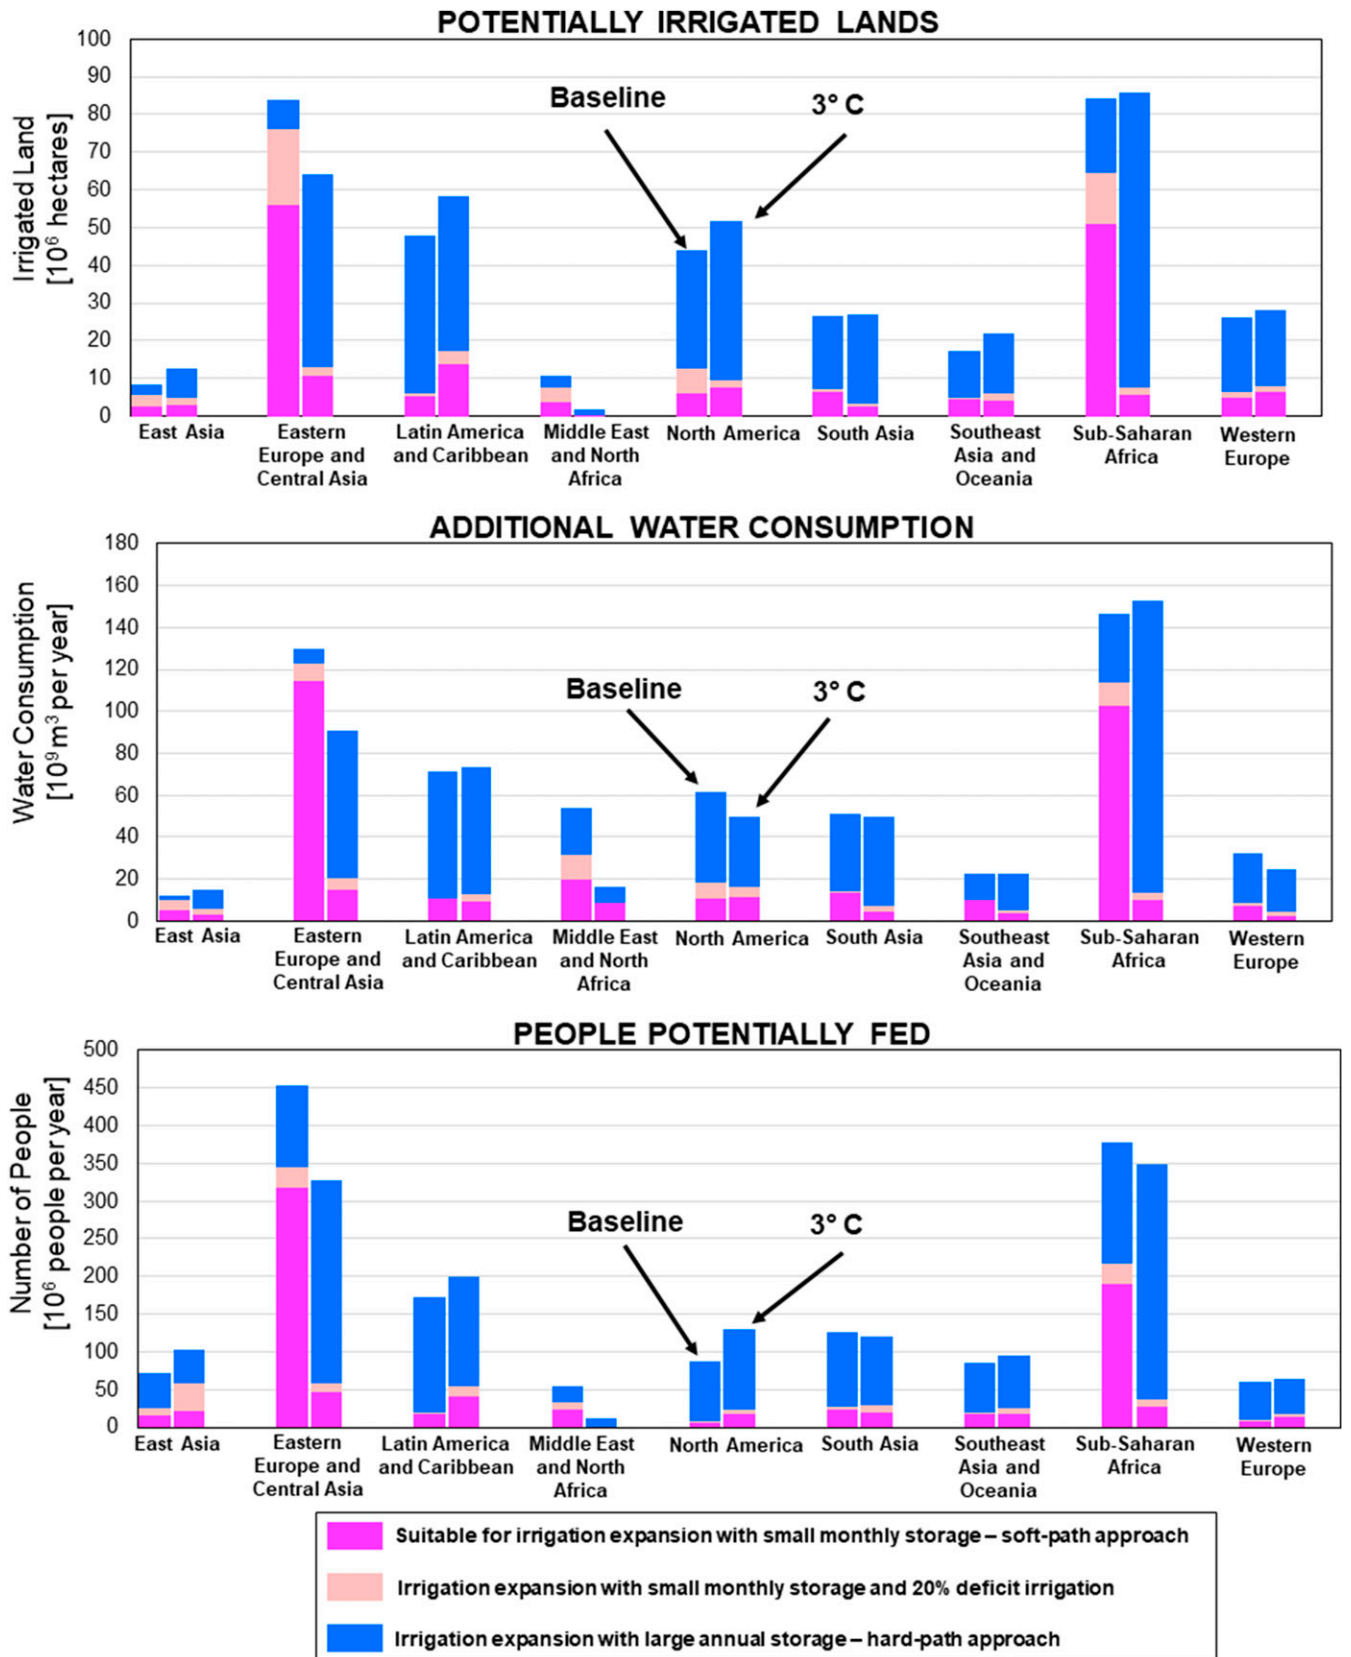 POTENTIALLY IRRIGATED LANDS
Irrigated Land
[10⁶ hectares]
100
90
80
70
60
50
40
30
20
10
0
Baseline
3° C
East Asia
Eastern
Europe and
Central Asia
Latin America
and Caribbean
Middle East
and North
Africa
North America
South Asia
Southeast
Asia and
Oceania
Sub-Saharan
Africa
Western
Europe
ADDITIONAL WATER CONSUMPTION
Water Consumption
[10⁹ m³ per year]
180
160
140
120
100
80
60
40
20
0
Baseline
3° C
East Asia
Eastern
Europe and
Central Asia
Latin America
and Caribbean
Middle East
and North
Africa
North America
South Asia
Southeast
Asia and
Oceania
Sub-Saharan
Africa
Western
Europe
PEOPLE POTENTIALLY FED
Number of People
[10⁶ people per year]
500
450
400
350
300
250
200
150
100
50
0
Baseline
3° C
East Asia
Eastern
Europe and
Central Asia
Latin America
and Caribbean
Middle East
and North
Africa
North America
South Asia
Southeast
Asia and
Oceania
Sub-Saharan
Africa
Western
Europe
Suitable for irrigation expansion with small monthly storage – soft-path approach
Irrigation expansion with small monthly storage and 20% deficit irrigation
Irrigation expansion with large annual storage – hard-path approach